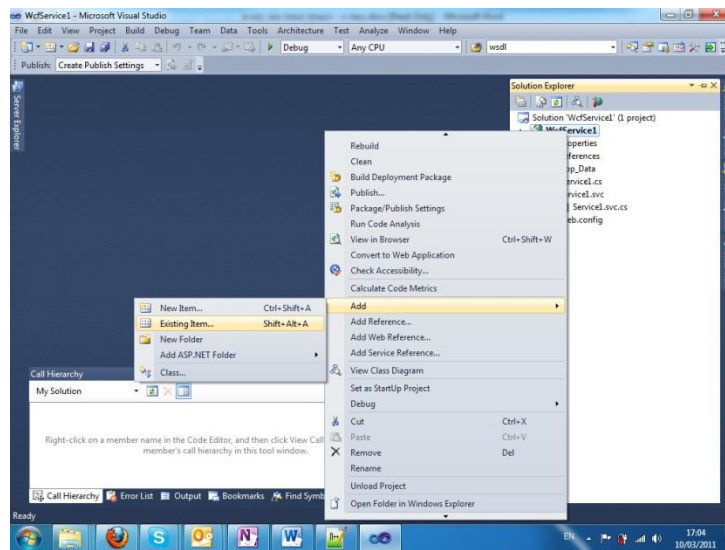 WcfService1 - Microsoft Visual Studio
File Edit View Project Build Debug Team Data Tools Architecture Test Analyze Window Help
Debug Any CPU wsdl
Publish: Create Publish Settings
Server Explorer
Solution Explorer
Solution 'WcfService1' (1 project)
WcfService1
operties
ferences
pp_Data
ervice1.cs
rvice1.svc
Service1.svc.cs
eb.config
Rebuild
Clean
Build Deployment Package
Publish...
Package/Publish Settings
Run Code Analysis
View in Browser Ctrl+Shift+W
Convert to Web Application
Check Accessibility...
Calculate Code Metrics
Add
Add Reference...
Add Web Reference...
Add Service Reference...
View Class Diagram
Set as StartUp Project
Debug
Cut Ctrl+X
Paste Ctrl+V
Remove Del
Rename
Unload Project
Open Folder in Windows Explorer
New Item... Ctrl+Shift+A
Existing Item... Shift+Alt+A
New Folder
Add ASP.NET Folder
Class...
Call Hierarchy
My Solution
Right-click on a member name in the Code Editor, and then click View Call
member's call hierarchy in this tool window.
Call Hierarchy Error List Output Bookmarks Find Symb
Ready
EN 17:04
10/03/2011